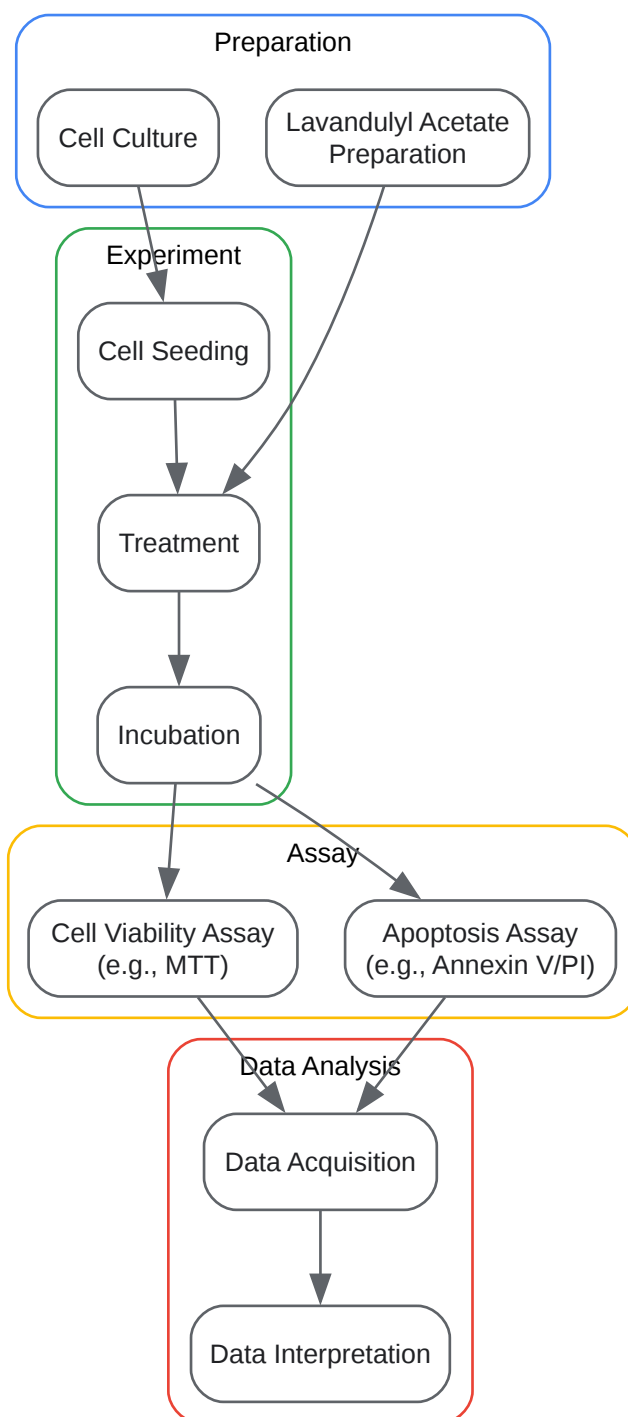 Preparation
Cell Culture
Lavandulyl Acetate
Preparation
Experiment
Cell Seeding
Treatment
Incubation
Assay
Cell Viability Assay
(e.g., MTT)
Apoptosis Assay
(e.g., Annexin V/PI)
Data Analysis
Data Acquisition
Data Interpretation